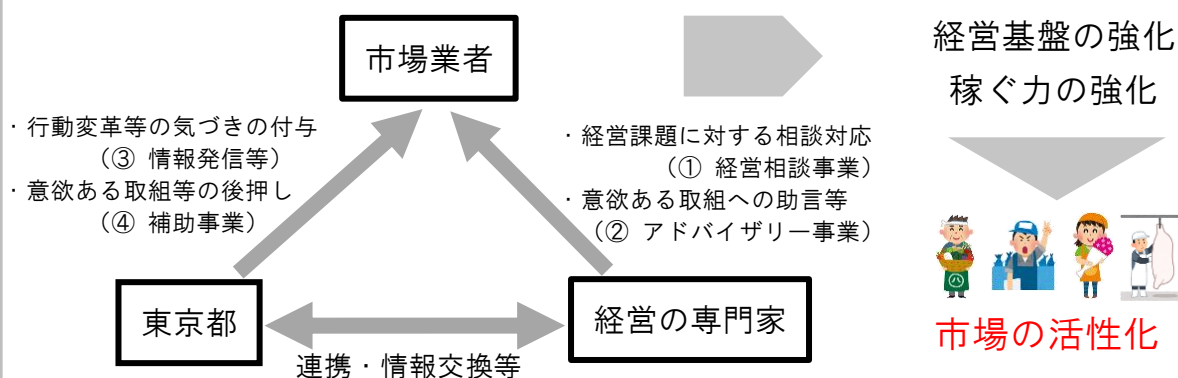 市場業者
経営基盤の強化
稼ぐ力の強化
・行動変革等の気づきの付与
（③ 情報発信等）
・意欲ある取組等の後押し
（④ 補助事業）
・経営課題に対する相談対応
（① 経営相談事業）
・意欲ある取組への助言等
（② アドバイザリー事業）
東京都
経営の専門家
連携・情報交換等
八
市場の活性化